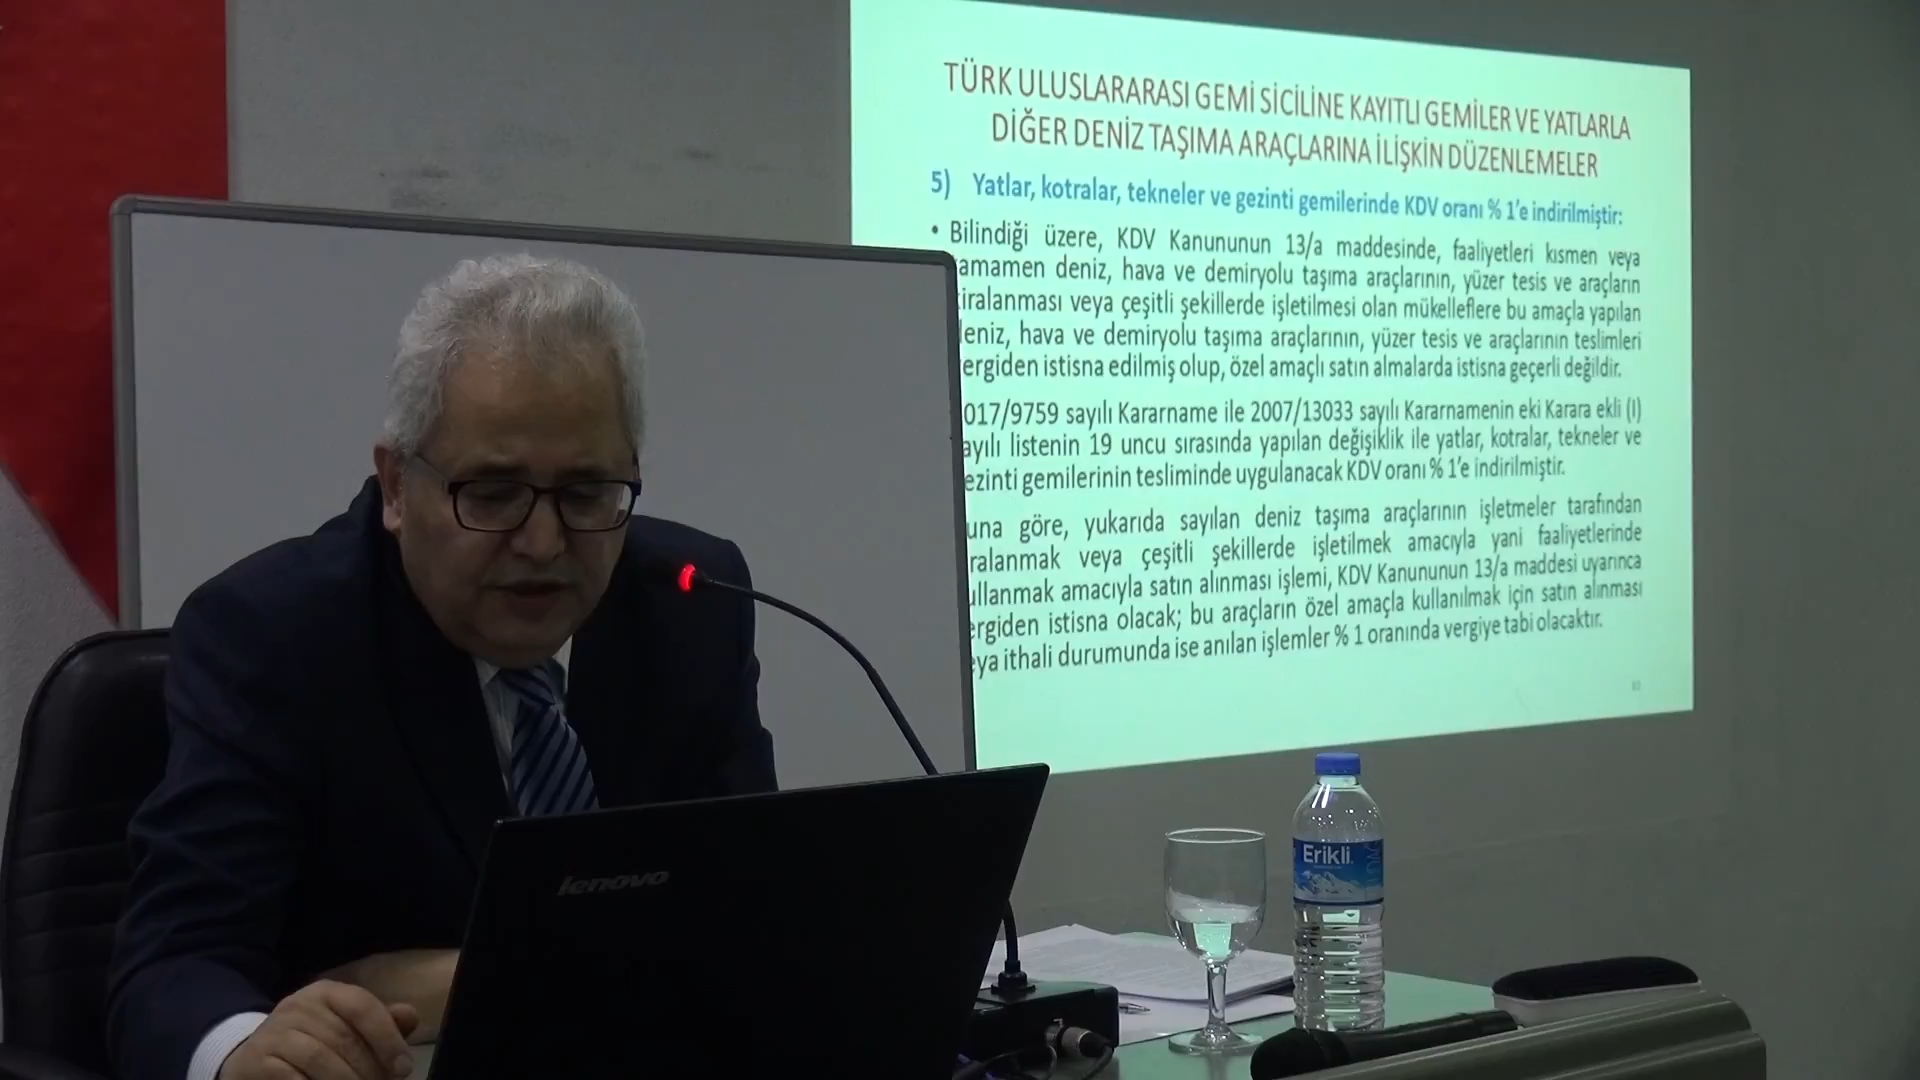 TÜRK ULUSLARARASI GEMİ SİCİLİNE KAYITLI GEMİLER VE YATLARLA
DİĞER DENİZ TAŞIMA ARAÇLARINA İLİŞKİN DÜZENLEMELER
5) Yatlar, kotralar, tekneler ve gezinti gemilerinde KDV oranı % 1'e indirilmiştir:
• Bilindiği üzere, KDV Kanununun 13/a maddesinde, faaliyetleri kısmen veya
amamen deniz, hava ve demiryolu taşıma araçlarının, yüzer tesis ve araçların
kiralanması veya çeşitli şekillerde işletilmesi olan mükelleflere bu amaçla yapılan
deniz, hava ve demiryolu taşıma araçlarının, yüzer tesis ve araçlarının teslimleri
ergiden istisna edilmiş olup, özel amaçlı satın almalarda istisna geçerli değildir.
017/9759 sayılı Kararname ile 2007/13033 sayılı Kararnamenin eki Karara ekli (I)
ayılı listenin 19 uncu sırasında yapılan değişiklik ile yatlar, kotralar, tekneler ve
ezinti gemilerinin tesliminde uygulanacak KDV oranı % 1'e indirilmiştir.
una göre, yukarıda sayılan deniz taşıma araçlarının işletmeler tarafından
ralanmak veya çeşitli şekillerde işletilmek amacıyla yani faaliyetlerinde
ullanmak amacıyla satın alınması işlemi, KDV Kanununun 13/a maddesi uyarınca
ergiden istisna olacak; bu araçların özel amaçla kullanılmak için satın alınması
eya ithali durumunda ise anılan işlemler % 1 oranında vergiye tabi olacaktır.
lenovo
Erikli